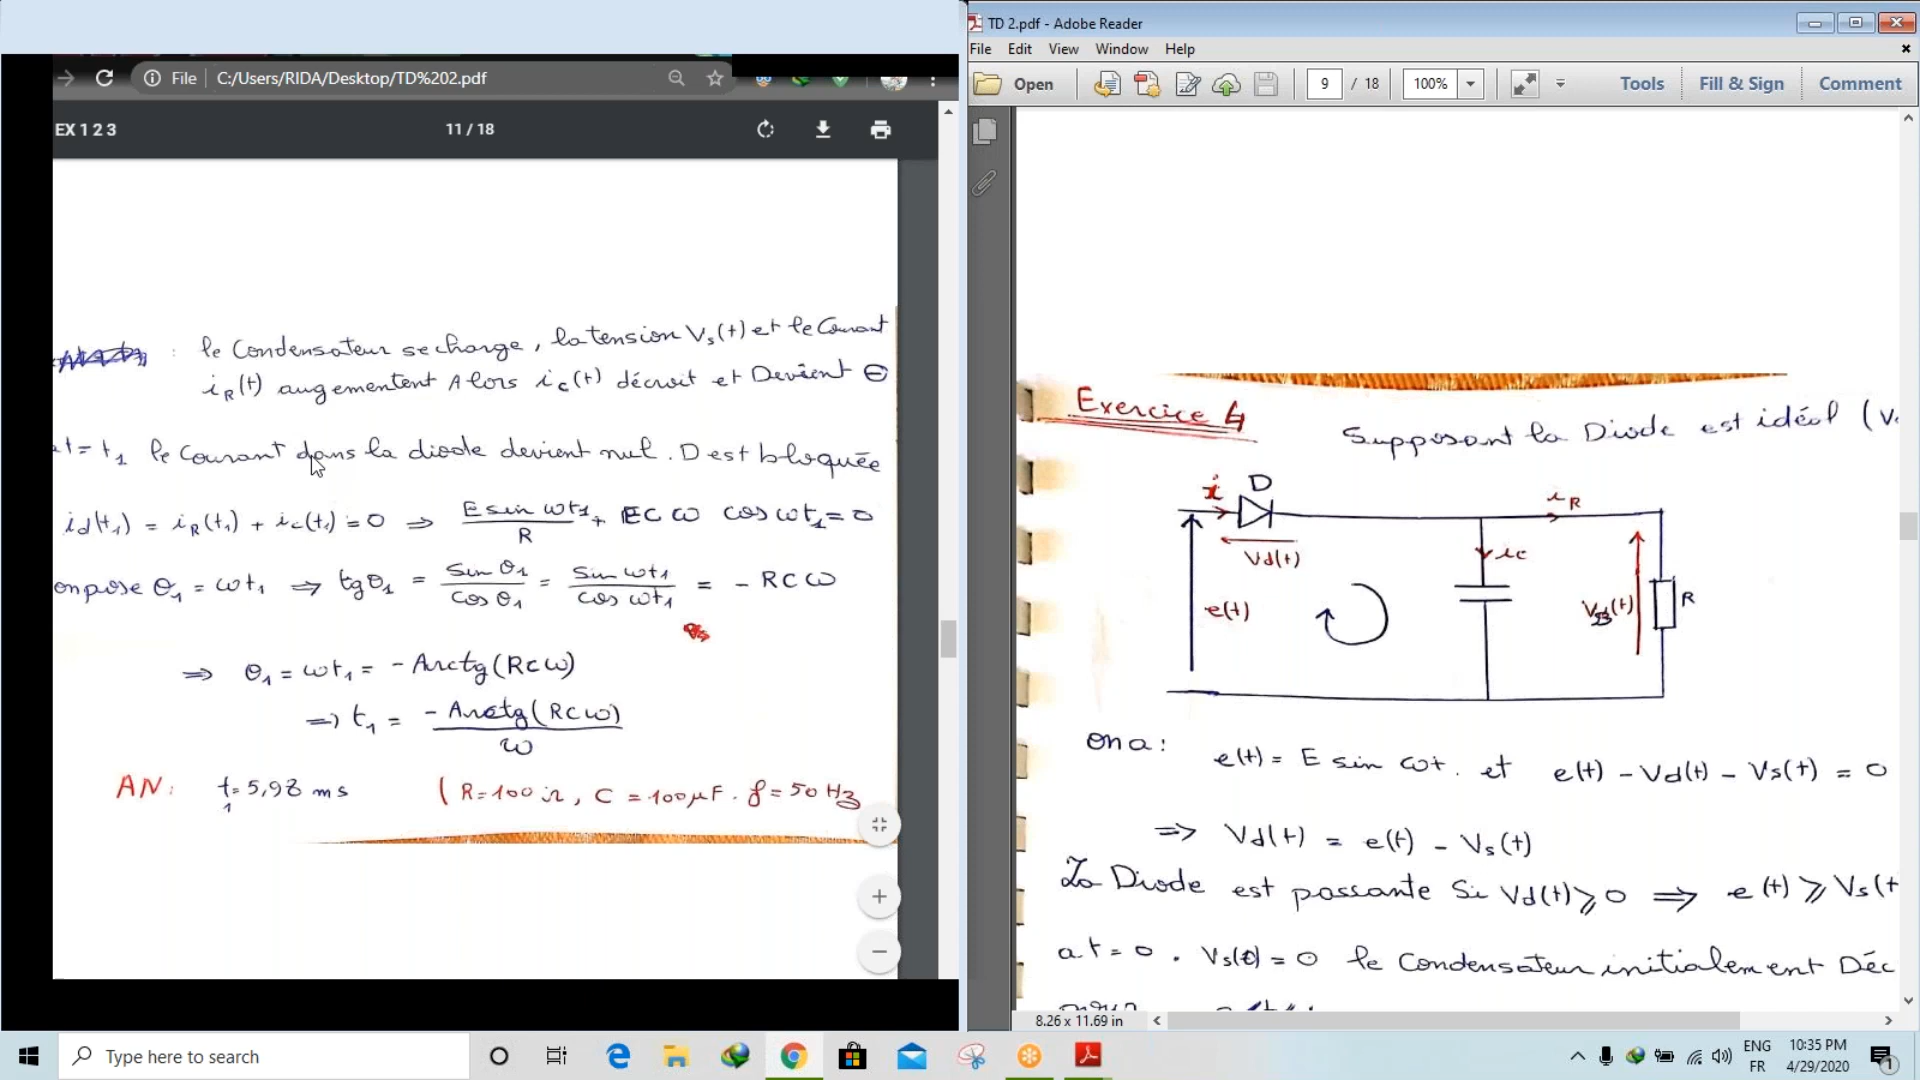 File C:/Users/RIDA/Desktop/TD%202.pdf
EX 1 2 3
11 / 18
: le Condensateur se charge, la tension Vs(t) et le Courant
iR(t) augementent Alors ic(t) décroit et Devient ⊖
at = t1 le Courant dans la diode devient nul. D est bloquée
id(t1) = iR(t1) + ic(t1) = 0 ⇒ E sin ωt1 / R + ECω cos ωt1 = 0
on pose θ1 = ωt1 ⇒ tgθ1 = sin θ1 / cos θ1 = sin ωt1 / cos ωt1 = - RCω
⇒ θ1 = ωt1 = - Arctg(RCω)
⇒ t1 = - Arctg(RCω) / ω
AN: t1 = 5,98 ms ( R = 100 Ω, C = 100 µF. f = 50 Hz
TD 2.pdf - Adobe Reader
File Edit View Window Help
Open 9 / 18 100% Tools Fill & Sign Comment
Exercice 4
Supposant la Diode est idéal (V
i D iR
Vd(t) ic
e(t) R
on a: e(t) = E sin ωt. et e(t) - Vd(t) - Vs(t) = 0
⇒ Vd(t) = e(t) - Vs(t)
La Diode est passante Si Vd(t) ⩾ 0 ⇒ e(t) ⩾ Vs(t
a t = 0 . Vs(0) = 0 le Condensateur initialement Déc
8.26 x 11.69 in
Type here to search
ENG 10:35 PM
FR 4/29/2020
1